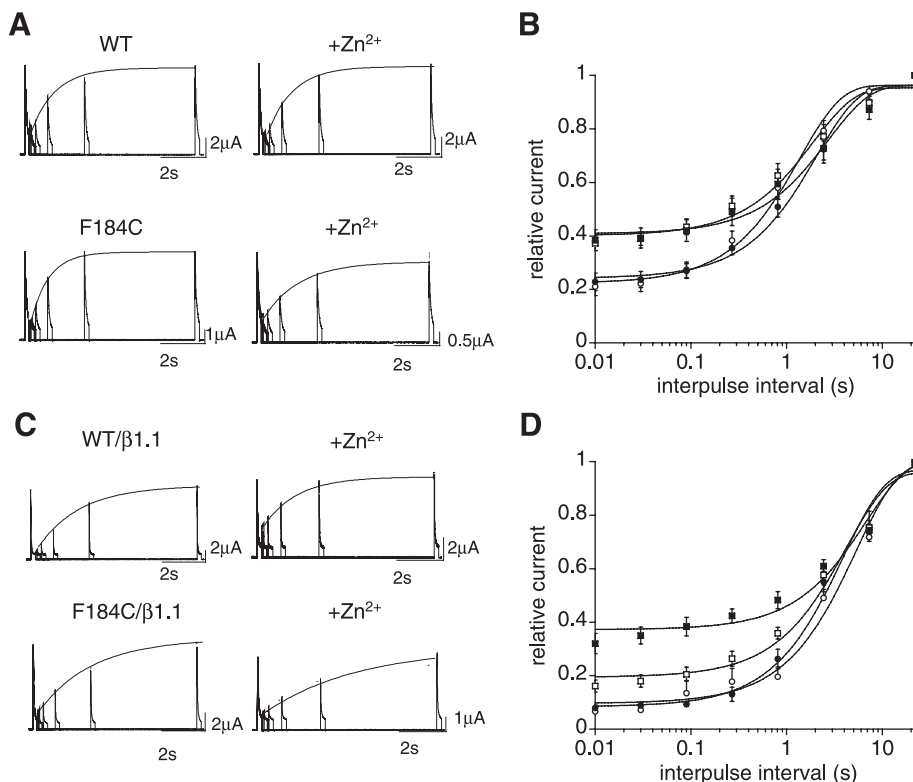 A
WT
+Zn²⁺
2µA
2s
2µA
2s
F184C
+Zn²⁺
1µA
2s
0.5µA
2s
B
relative current
1
0.8
0.6
0.4
0.2
0
0.01
0.1
1
10
interpulse interval (s)
C
WT/β1.1
+Zn²⁺
2µA
2s
2µA
2s
F184C/β1.1
+Zn²⁺
2µA
2s
1µA
2s
D
relative current
1
0.8
0.6
0.4
0.2
0
0.01
0.1
1
10
interpulse interval (s)